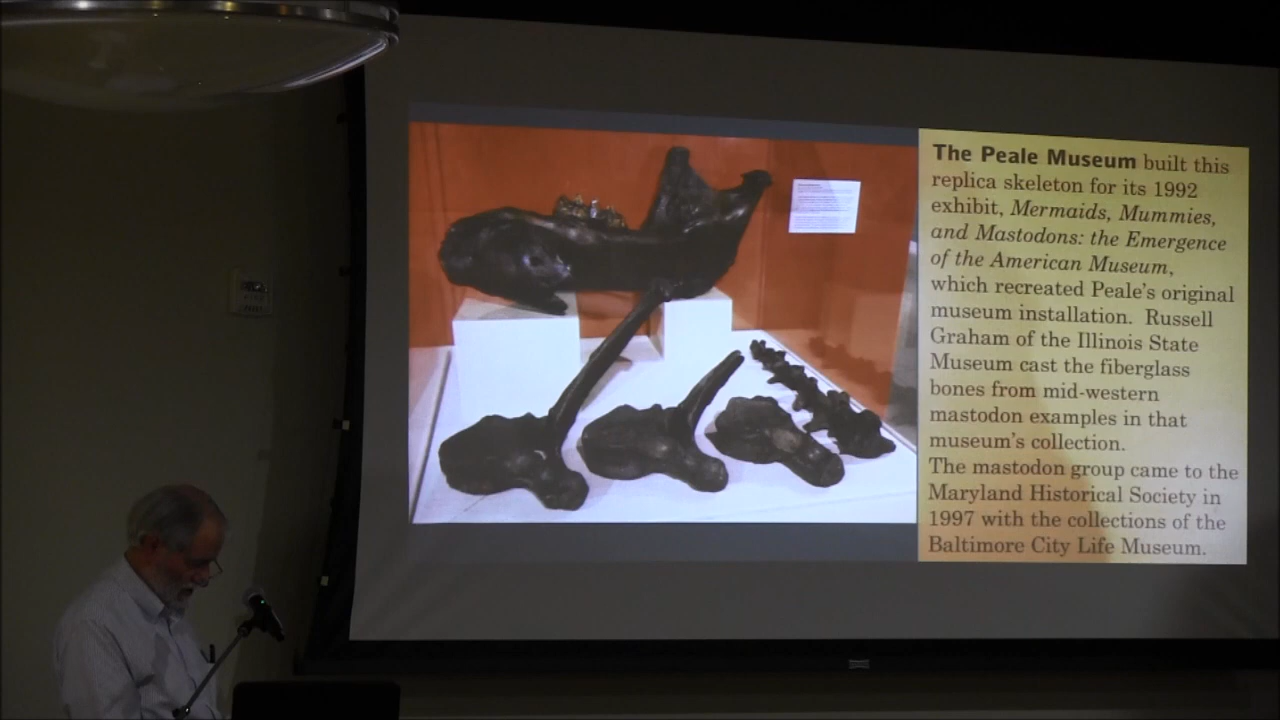 The Peale Museum built this
replica skeleton for its 1992
exhibit, Mermaids, Mummies,
and Mastodons: the Emergence
of the American Museum,
which recreated Peale's original
museum installation. Russell
Graham of the Illinois State
Museum cast the fiberglass
bones from mid-western
mastodon examples in that
museum's collection.
The mastodon group came to the
Maryland Historical Society in
1997 with the collections of the
Baltimore City Life Museum.